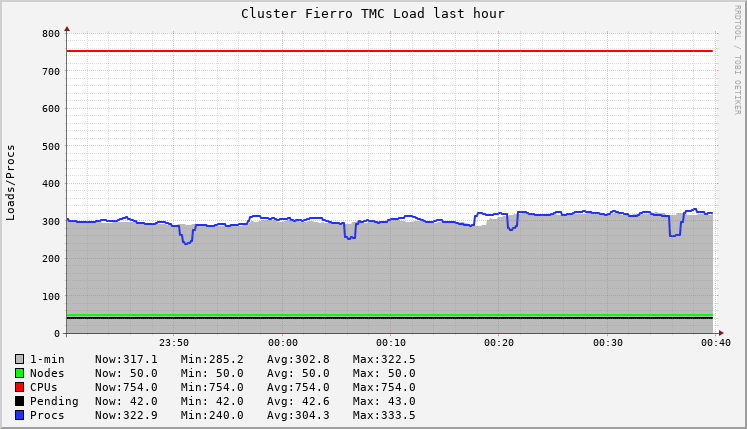 Cluster Fierro TMC Load last hour
RRDTOOL / TOBI OETIKER
Loads/Procs
800
700
600
500
400
300
200
100
0
23:50 00:00 00:10 00:20 00:30 00:40
1-min Now:317.1 Min:285.2 Avg:302.8 Max:322.5
Nodes Now: 50.0 Min: 50.0 Avg: 50.0 Max: 50.0
CPUs Now:754.0 Min:754.0 Avg:754.0 Max:754.0
Pending Now: 42.0 Min: 42.0 Avg: 42.6 Max: 43.0
Procs Now:322.9 Min:240.0 Avg:304.3 Max:333.5